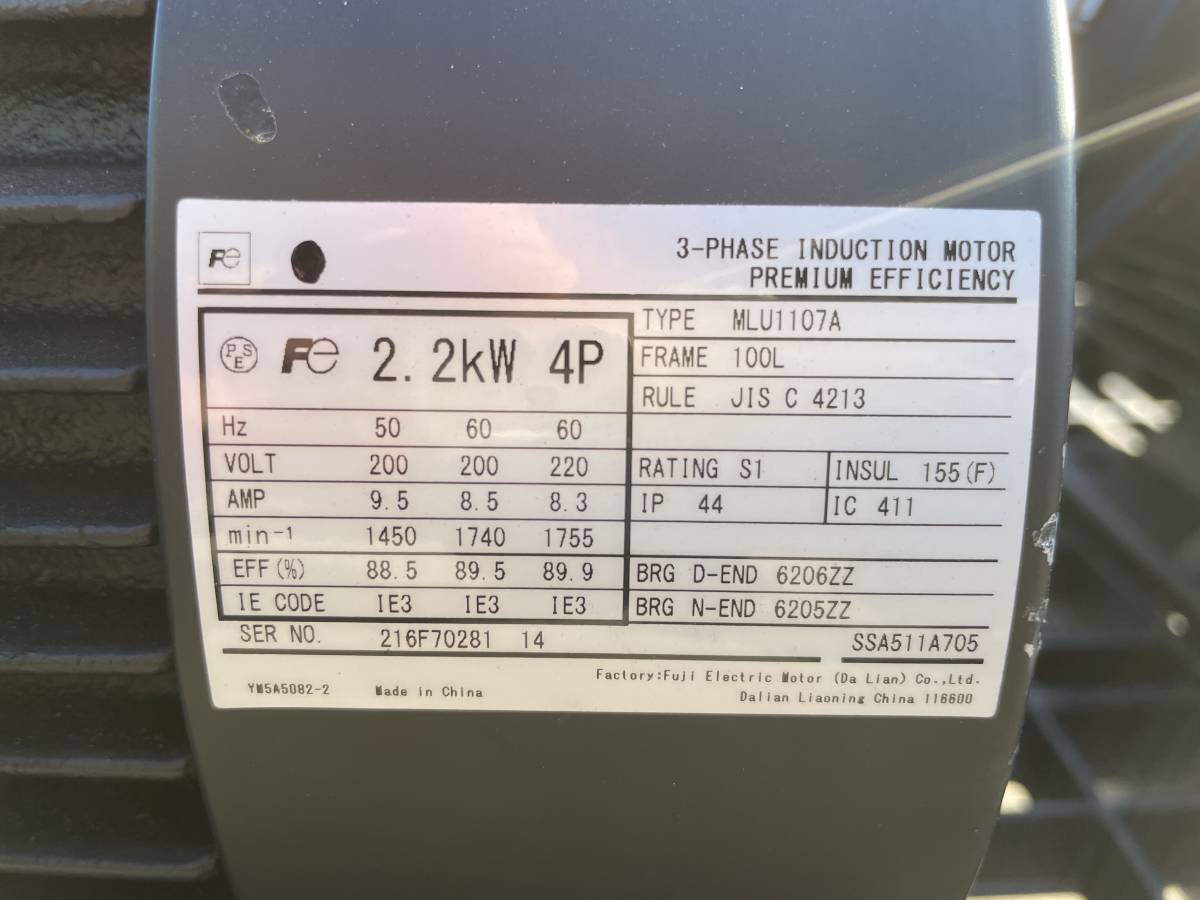 Fe
3-PHASE INDUCTION MOTOR
PREMIUM EFFICIENCY
PSE Fe 2.2kW 4P
Hz 50 60 60
VOLT 200 200 220
AMP 9.5 8.5 8.3
min-1 1450 1740 1755
EFF(%) 88.5 89.5 89.9
IE CODE IE3 IE3 IE3
SER NO. 216F70281 14
TYPE MLU1107A
FRAME 100L
RULE JIS C 4213
RATING S1 INSUL 155(F)
IP 44 IC 411
BRG D-END 6206ZZ
BRG N-END 6205ZZ
SSA511A705
YM5A5082-2 Made in China
Factory:Fuji Electric Motor (Da Lian) Co.,Ltd.
Dalian Liaoning China 116600